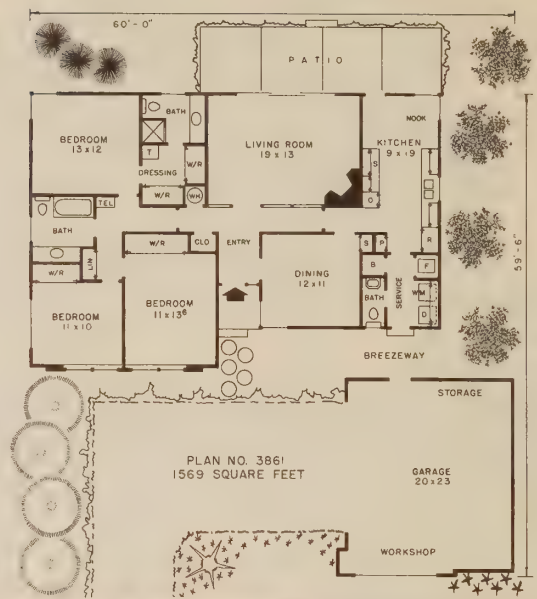 60'-0"
PATIO
BATH
NOOK
BEDROOM
13 x 12
LIVING ROOM
19 x 13
KITCHEN
9 x 19
T
W/R
S
DRESSING
W/R
WH
O
TEL
BATH
W/R
CLO
ENTRY
S
P
R
LIN
B
F
W/R
DINING
12 x 11
59'-6"
BEDROOM
11 x 13⁶
BATH
SERVICE
WM
D
BEDROOM
11 x 10
BREEZEWAY
STORAGE
PLAN NO. 3861
1569 SQUARE FEET
GARAGE
20 x 23
WORKSHOP